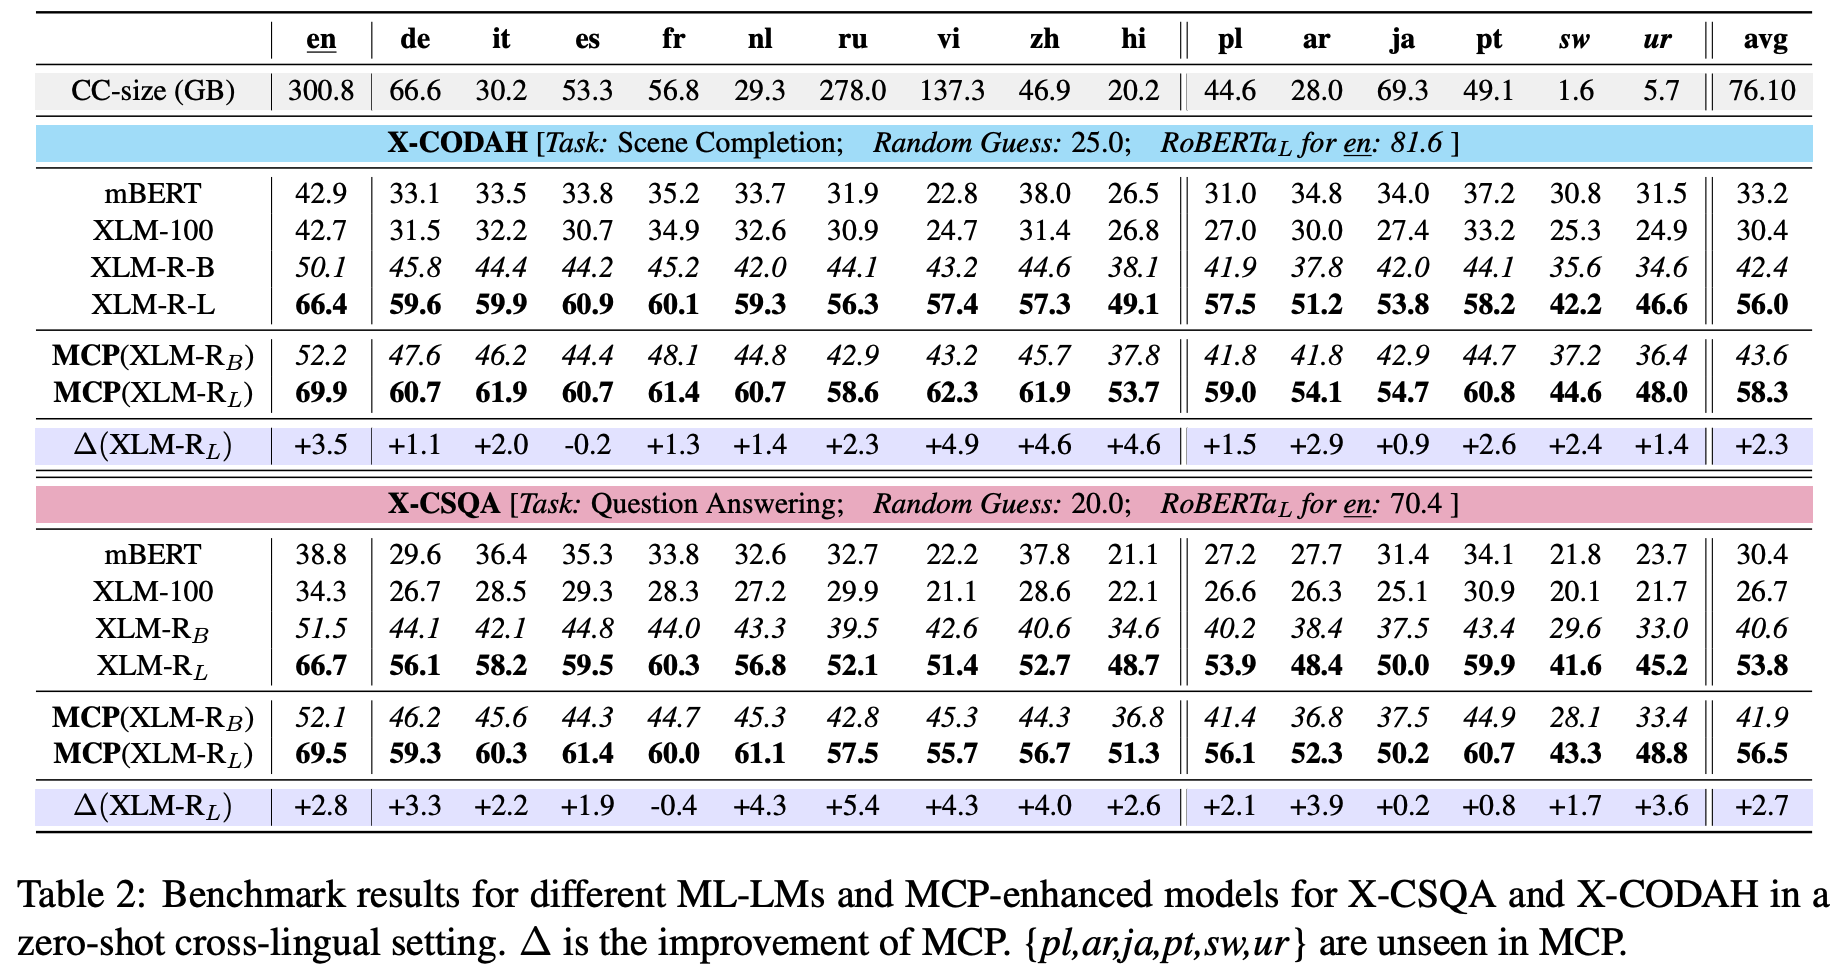 en de it es fr nl ru vi zh hi pl ar ja pt sw ur avg
CC-size (GB) 300.8 66.6 30.2 53.3 56.8 29.3 278.0 137.3 46.9 20.2 44.6 28.0 69.3 49.1 1.6 5.7 76.10
X-CODAH [Task: Scene Completion; Random Guess: 25.0; RoBERTaL for en: 81.6 ]
mBERT 42.9 33.1 33.5 33.8 35.2 33.7 31.9 22.8 38.0 26.5 31.0 34.8 34.0 37.2 30.8 31.5 33.2
XLM-100 42.7 31.5 32.2 30.7 34.9 32.6 30.9 24.7 31.4 26.8 27.0 30.0 27.4 33.2 25.3 24.9 30.4
XLM-R-B 50.1 45.8 44.4 44.2 45.2 42.0 44.1 43.2 44.6 38.1 41.9 37.8 42.0 44.1 35.6 34.6 42.4
XLM-R-L 66.4 59.6 59.9 60.9 60.1 59.3 56.3 57.4 57.3 49.1 57.5 51.2 53.8 58.2 42.2 46.6 56.0
MCP(XLM-RB) 52.2 47.6 46.2 44.4 48.1 44.8 42.9 43.2 45.7 37.8 41.8 41.8 42.9 44.7 37.2 36.4 43.6
MCP(XLM-RL) 69.9 60.7 61.9 60.7 61.4 60.7 58.6 62.3 61.9 53.7 59.0 54.1 54.7 60.8 44.6 48.0 58.3
Δ(XLM-RL) +3.5 +1.1 +2.0 -0.2 +1.3 +1.4 +2.3 +4.9 +4.6 +4.6 +1.5 +2.9 +0.9 +2.6 +2.4 +1.4 +2.3
X-CSQA [Task: Question Answering; Random Guess: 20.0; RoBERTaL for en: 70.4 ]
mBERT 38.8 29.6 36.4 35.3 33.8 32.6 32.7 22.2 37.8 21.1 27.2 27.7 31.4 34.1 21.8 23.7 30.4
XLM-100 34.3 26.7 28.5 29.3 28.3 27.2 29.9 21.1 28.6 22.1 26.6 26.3 25.1 30.9 20.1 21.7 26.7
XLM-RB 51.5 44.1 42.1 44.8 44.0 43.3 39.5 42.6 40.6 34.6 40.2 38.4 37.5 43.4 29.6 33.0 40.6
XLM-RL 66.7 56.1 58.2 59.5 60.3 56.8 52.1 51.4 52.7 48.7 53.9 48.4 50.0 59.9 41.6 45.2 53.8
MCP(XLM-RB) 52.1 46.2 45.6 44.3 44.7 45.3 42.8 45.3 44.3 36.8 41.4 36.8 37.5 44.9 28.1 33.4 41.9
MCP(XLM-RL) 69.5 59.3 60.3 61.4 60.0 61.1 57.5 55.7 56.7 51.3 56.1 52.3 50.2 60.7 43.3 48.8 56.5
Δ(XLM-RL) +2.8 +3.3 +2.2 +1.9 -0.4 +4.3 +5.4 +4.3 +4.0 +2.6 +2.1 +3.9 +0.2 +0.8 +1.7 +3.6 +2.7
Table 2: Benchmark results for different ML-LMs and MCP-enhanced models for X-CSQA and X-CODAH in a
zero-shot cross-lingual setting. Δ is the improvement of MCP. {pl,ar,ja,pt,sw,ur} are unseen in MCP.